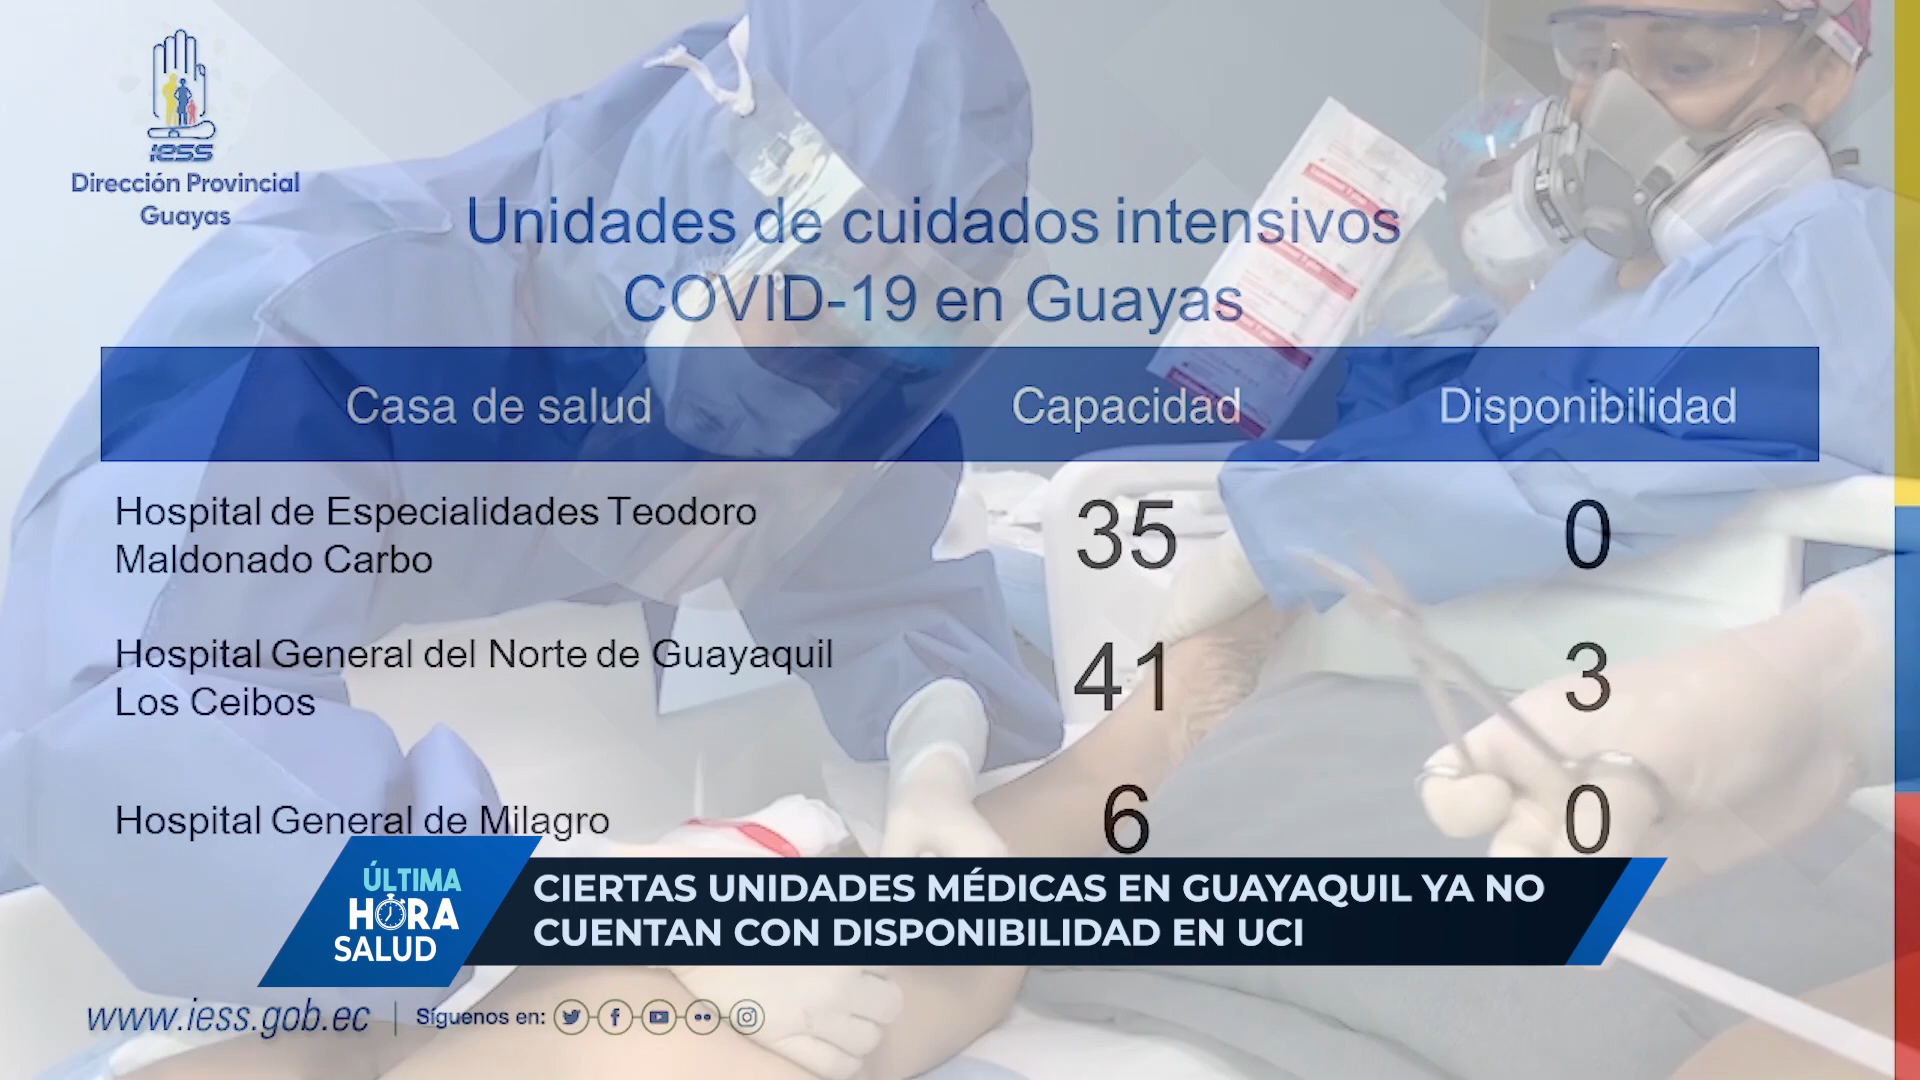 iess
Dirección Provincial
Guayas
Unidades de cuidados intensivos
COVID-19 en Guayas
Casa de salud Capacidad Disponibilidad
Hospital de Especialidades Teodoro
Maldonado Carbo
35 0
Hospital General del Norte de Guayaquil
Los Ceibos
41 3
Hospital General de Milagro 6 0
ÚLTIMA
HORA
SALUD
CIERTAS UNIDADES MÉDICAS EN GUAYAQUIL YA NO
CUENTAN CON DISPONIBILIDAD EN UCI
www.iess.gob.ec | Síguenos en: